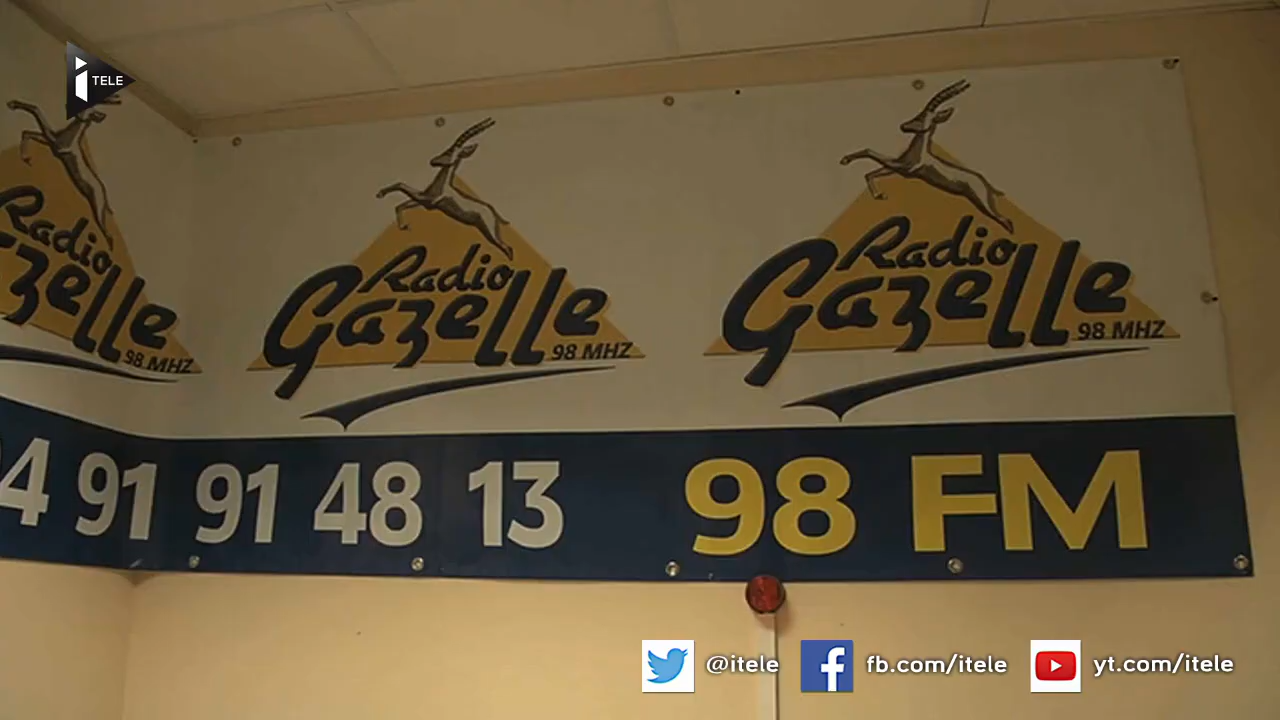 i TELE
Radio
Gazelle
98 MHZ
Radio
Gazelle
98 MHZ
Radio
Gazelle
98 MHZ
4 91 91 48 13 98 FM
@itele fb.com/itele yt.com/itele